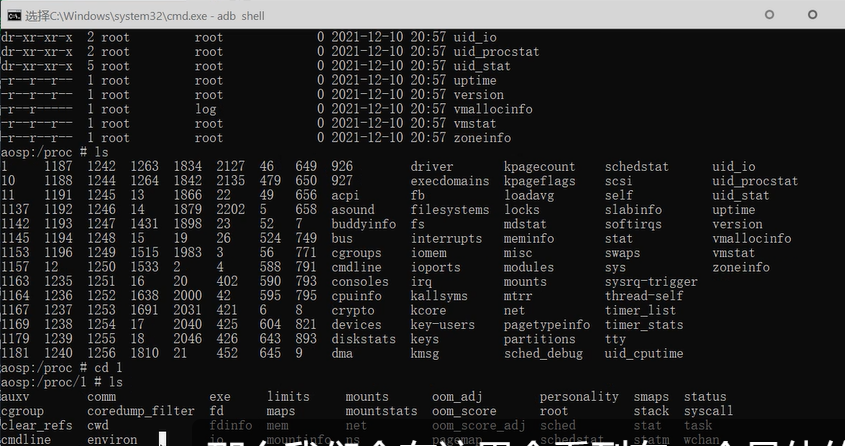 选择C:\Windows\system32\cmd.exe - adb shell
dr-xr-xr-x 2 root root 0 2021-12-10 20:57 uid_io
dr-xr-xr-x 2 root root 0 2021-12-10 20:57 uid_procstat
dr-xr-xr-x 5 root root 0 2021-12-10 20:57 uid_stat
-r--r--r-- 1 root root 0 2021-12-10 20:57 uptime
-r--r--r-- 1 root root 0 2021-12-10 20:57 version
-r--r----- 1 root log 0 2021-12-10 20:57 vmallocinfo
-r--r--r-- 1 root root 0 2021-12-10 20:57 vmstat
-r--r--r-- 1 root root 0 2021-12-10 20:57 zoneinfo
aosp:/proc # ls
1 1187 1242 1263 1834 2127 46 649 926 driver kpagecount schedstat uid_io
10 1188 1244 1264 1842 2135 479 650 927 execdomains kpageflags scsi uid_procstat
11 1191 1245 13 1866 22 49 656 acpi fb loadavg self uid_stat
1137 1192 1246 14 1879 2202 5 658 asound filesystems locks slabinfo uptime
1142 1193 1247 1431 1898 23 52 7 buddyinfo fs mdstat softirqs version
1145 1194 1248 15 19 26 524 749 bus interrupts meminfo stat vmallocinfo
1153 1196 1249 1515 1983 3 56 771 cgroups iomem misc swaps vmstat
1157 12 1250 1533 2 4 588 791 cmdline ioports modules sys zoneinfo
1163 1235 1251 16 20 402 590 793 consoles irq mounts sysrq-trigger
1164 1236 1252 1638 2000 42 595 795 cpuinfo kallsyms mtrr thread-self
1167 1237 1253 1691 2031 421 6 8 crypto kcore net timer_list
1169 1238 1254 17 2040 425 604 821 devices key-users pagetypeinfo timer_stats
1179 1239 1255 18 2046 426 643 893 diskstats keys partitions tty
1181 1240 1256 1810 21 452 645 9 dma kmsg sched_debug uid_cputime
aosp:/proc # cd 1
aosp:/proc/1 # ls
auxv comm exe limits mounts oom_adj personality smaps status
cgroup coredump_filter fd maps mountstats oom_score root stack syscall
clear_refs cwd fdinfo mem net oom_score_adj sched stat task
cmdline environ io mountinfo ns pagemap schedstat statm wchan